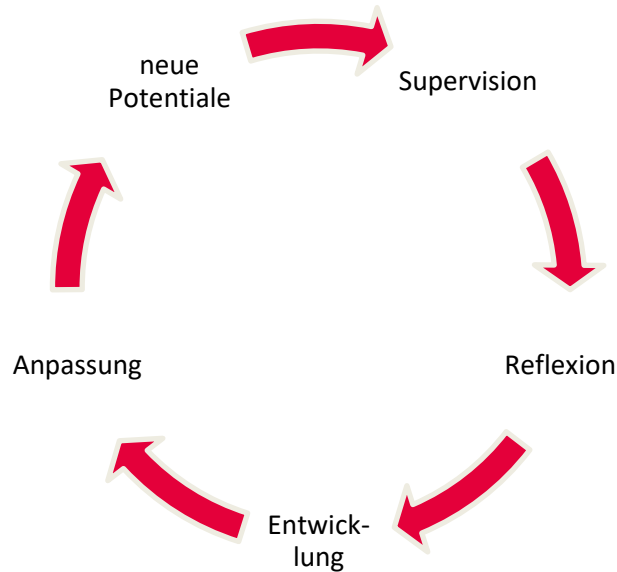 neue
Potentiale
Supervision
Reflexion
Entwick-
lung
Anpassung